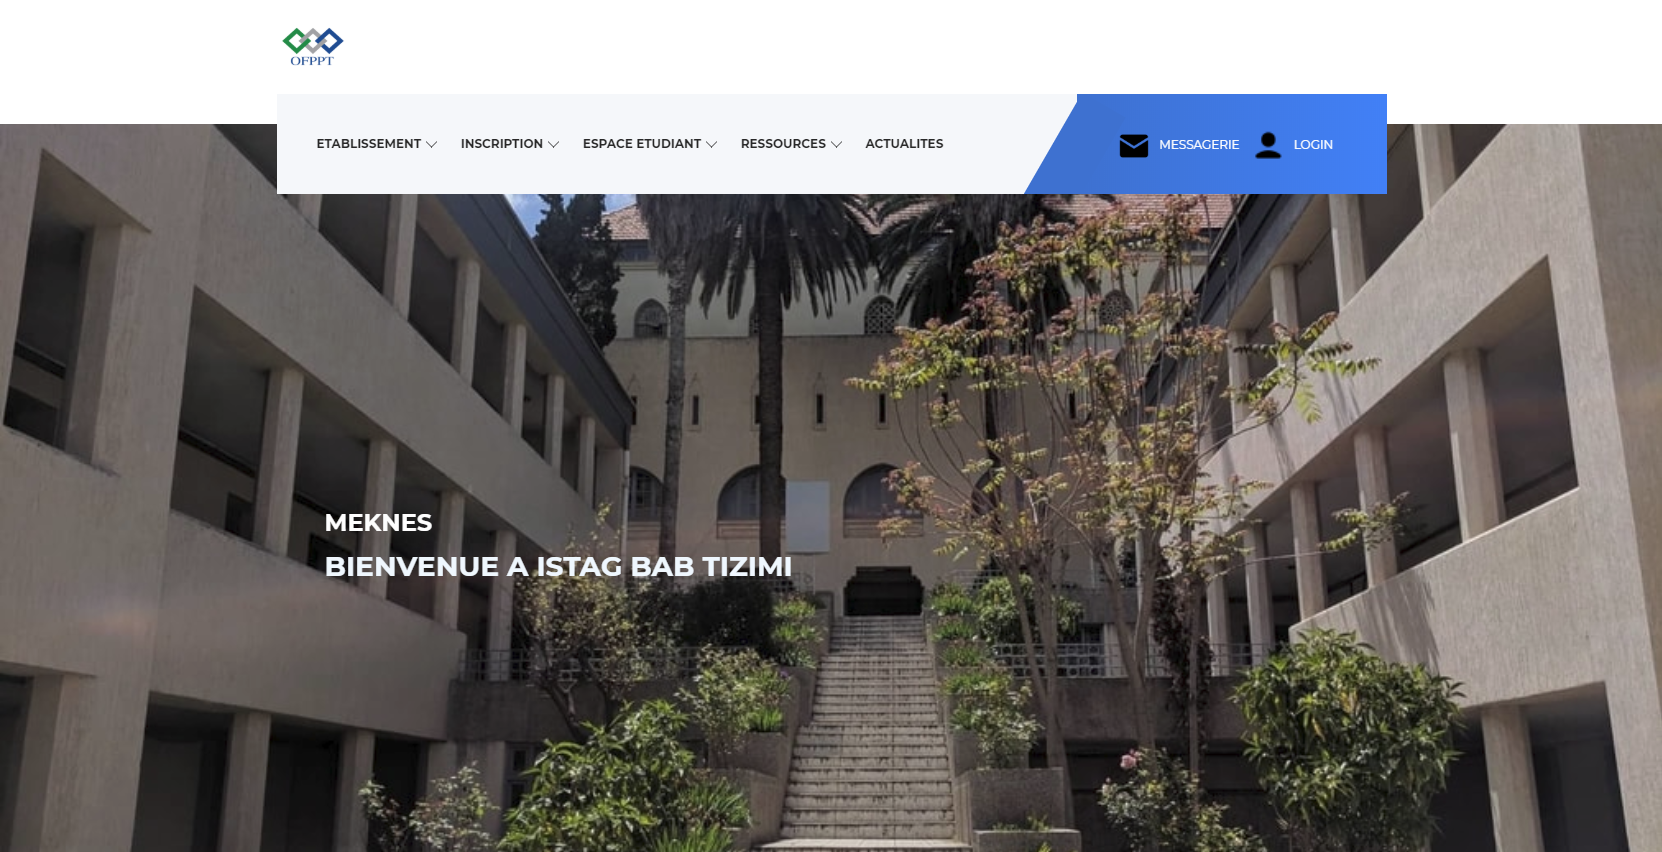 OFPPT
ETABLISSEMENT INSCRIPTION ESPACE ETUDIANT RESSOURCES ACTUALITES MESSAGERIE LOGIN
MEKNES
BIENVENUE A ISTAG BAB TIZIMI